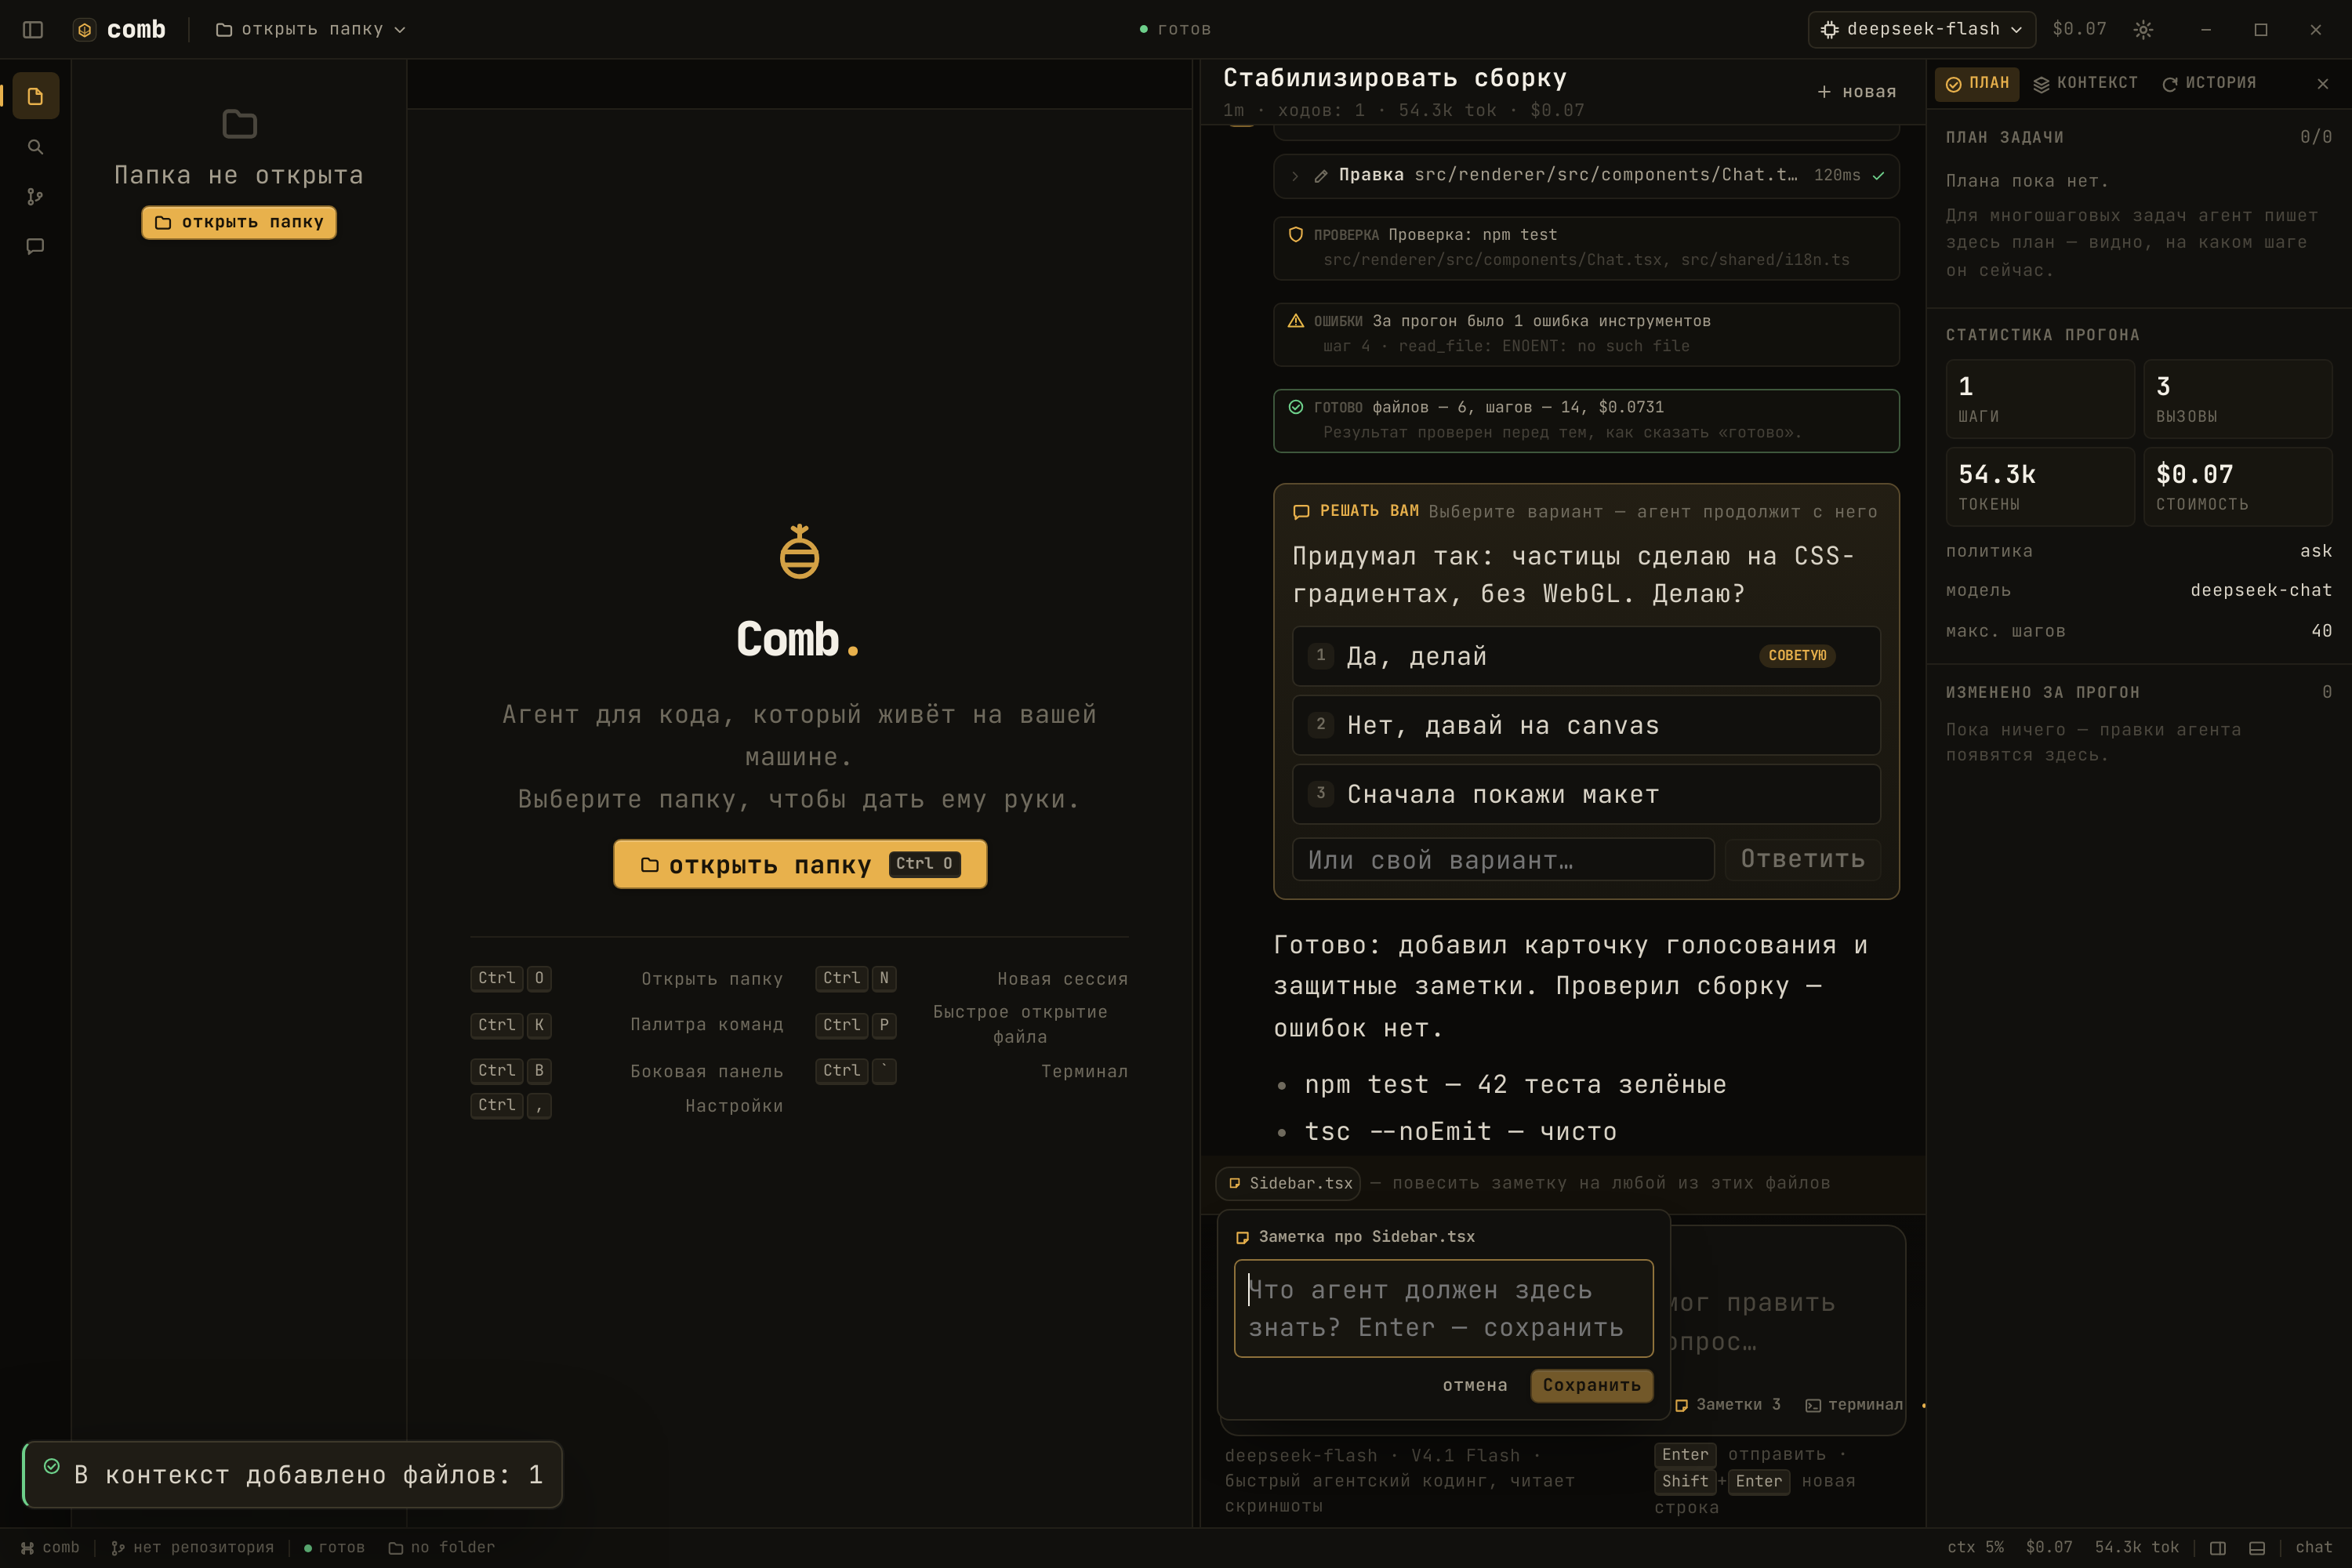 comb
открыть папку
готов
deepseek-flash
$0.07
Папка не открыта
открыть папку
Comb.
Агент для кода, который живёт на вашей
машине.
Выберите папку, чтобы дать ему руки.
открыть папку Ctrl O
Ctrl O Открыть папку
Ctrl N Новая сессия
Ctrl K Палитра команд
Ctrl P Быстрое открытие
файла
Ctrl B Боковая панель
Ctrl ` Терминал
Ctrl , Настройки
Стабилизировать сборку
1m · ходов: 1 · 54.3k tok · $0.07
+ новая
Правка src/renderer/src/components/Chat.t… 120ms
ПРОВЕРКА Проверка: npm test
src/renderer/src/components/Chat.tsx, src/shared/i18n.ts
ОШИБКИ За прогон было 1 ошибка инструментов
шаг 4 · read_file: ENOENT: no such file
ГОТОВО файлов — 6, шагов — 14, $0.0731
Результат проверен перед тем, как сказать «готово».
РЕШАТЬ ВАМ Выберите вариант — агент продолжит с него
Придумал так: частицы сделаю на CSS-
градиентах, без WebGL. Делаю?
1 Да, делай СОВЕТУЮ
2 Нет, давай на canvas
3 Сначала покажи макет
Или свой вариант… Ответить
Готово: добавил карточку голосования и
защитные заметки. Проверил сборку —
ошибок нет.
• npm test — 42 теста зелёные
• tsc --noEmit — чисто
Sidebar.tsx — повесить заметку на любой из этих файлов
Заметка про Sidebar.tsx
Что агент должен здесь
знать? Enter — сохранить
отмена Сохранить
мог править
опрос…
Заметки 3 терминал
deepseek-flash · V4.1 Flash ·
быстрый агентский кодинг, читает
скриншоты
Enter отправить ·
Shift+Enter новая
строка
ПЛАН КОНТЕКСТ ИСТОРИЯ
ПЛАН ЗАДАЧИ 0/0
Плана пока нет.
Для многошаговых задач агент пишет
здесь план — видно, на каком шаге
он сейчас.
СТАТИСТИКА ПРОГОНА
1
ШАГИ
3
ВЫЗОВЫ
54.3k
ТОКЕНЫ
$0.07
СТОИМОСТЬ
политика ask
модель deepseek-chat
макс. шагов 40
ИЗМЕНЕНО ЗА ПРОГОН 0
Пока ничего — правки агента
появятся здесь.
В контекст добавлено файлов: 1
comb нет репозитория готов no folder
ctx 5% $0.07 54.3k tok chat